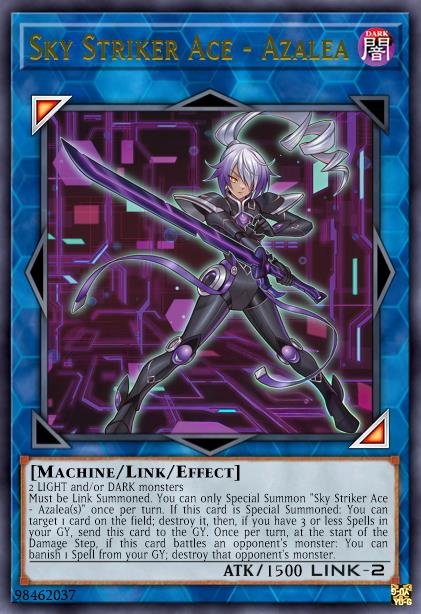 Sky Striker Ace - Azalea
DARK
闇
[Machine/Link/Effect]
2 LIGHT and/or DARK monsters
Must be Link Summoned. You can only Special Summon "Sky Striker Ace
- Azalea(s)" once per turn. If this card is Special Summoned: You can
target 1 card on the field; destroy it, then, if you have 3 or less Spells in
your GY, send this card to the GY. Once per turn, at the start of the
Damage Step, if this card battles an opponent's monster: You can
banish 1 Spell from your GY; destroy that opponent's monster.
ATK/1500 LINK-2
98462037